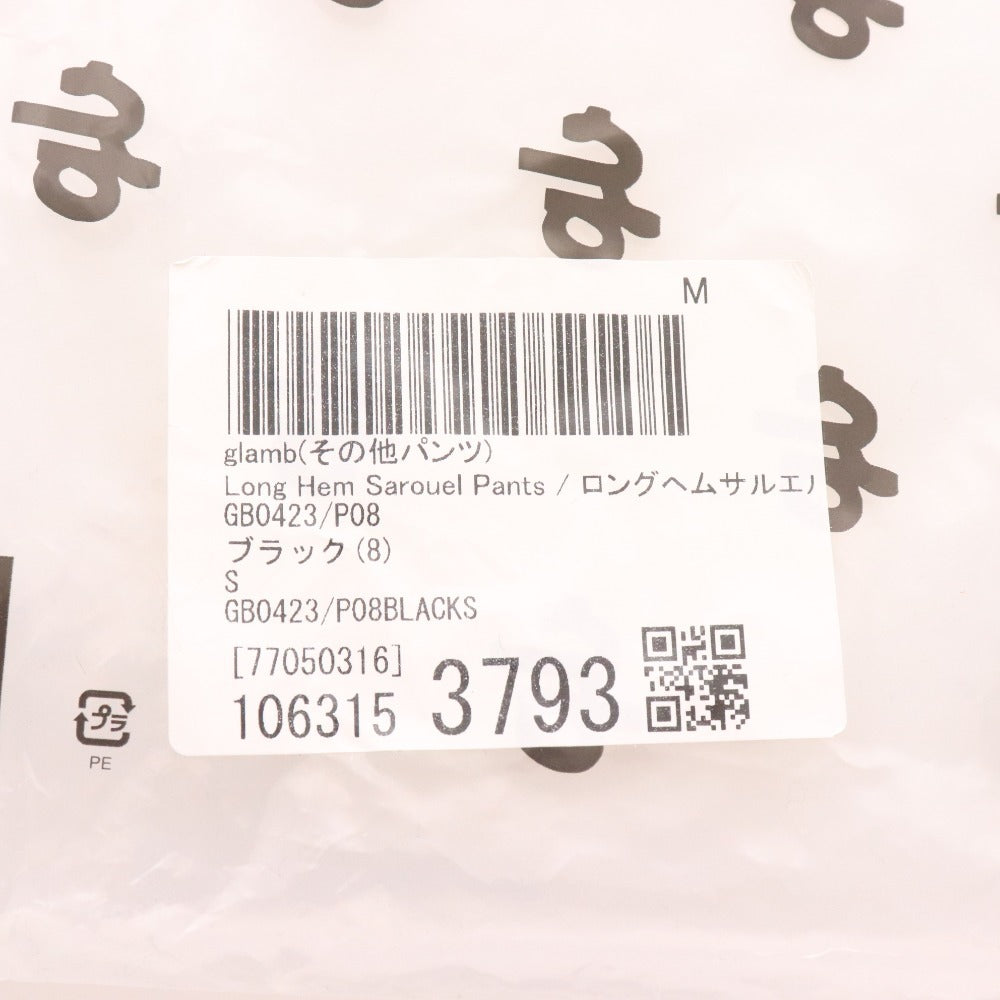 M
glamb(その他パンツ)
Long Hem Sarouel Pants / ロングヘムサルエル
GB0423/P08
ブラック(8)
S
GB0423/P08BLACKS
[77050316]
106315 3793
プラ
PE